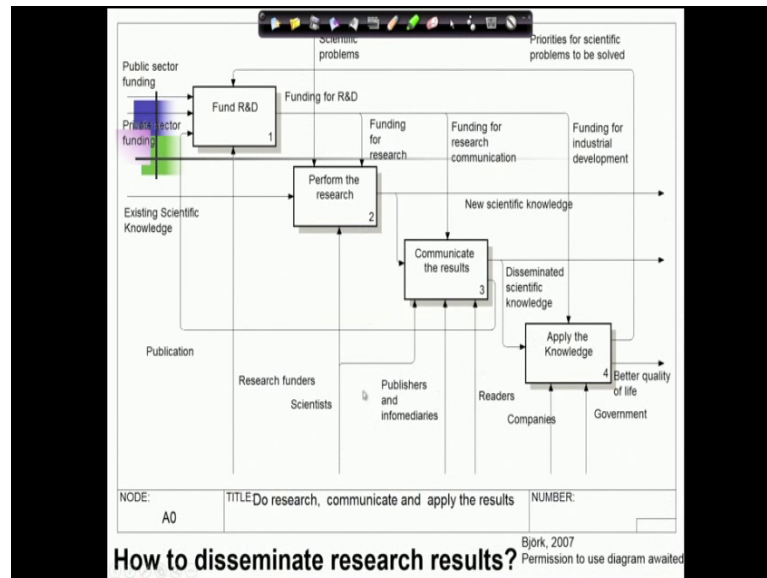 Scientific
problems
Priorities for scientific
problems to be solved
Public sector
funding
Fund R&D
1
Funding for R&D
Private sector
funding
Funding
for
research
Funding for
research
communication
Funding for
industrial
development
Perform the
research
2
Existing Scientific
Knowledge
New scientific knowledge
Communicate
the results
3
Disseminated
scientific
knowledge
Apply the
Knowledge
4
Publication
Better quality
of life
Research funders
Scientists
Publishers
and
infomediaries
Readers
Companies
Government
NODE:
A0
TITLE: Do research, communicate and apply the results
NUMBER:
How to disseminate research results?
Björk, 2007
Permission to use diagram awaited